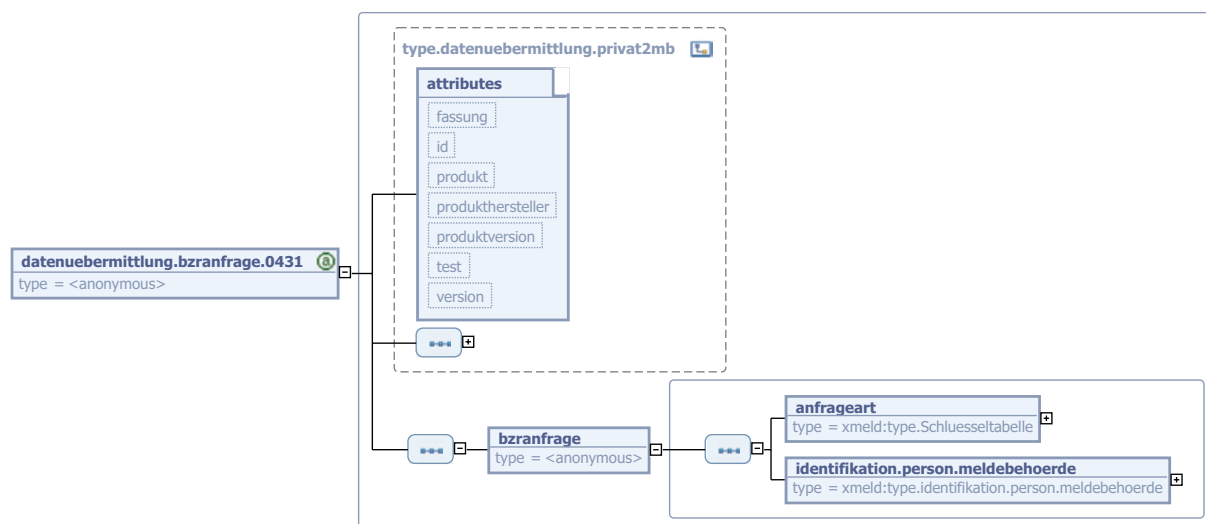 type.datenuebermittlung.privat2mb
attributes
fassung
id
produkt
produkthersteller
produktversion
test
version
datenuebermittlung.bzranfrage.0431 a
type = <anonymous>
bzranfrage
type = <anonymous>
anfrageart
type = xmeld:type.Schluesseltabelle
identifikation.person.meldebehoerde
type = xmeld:type.identifikation.person.meldebehoerde